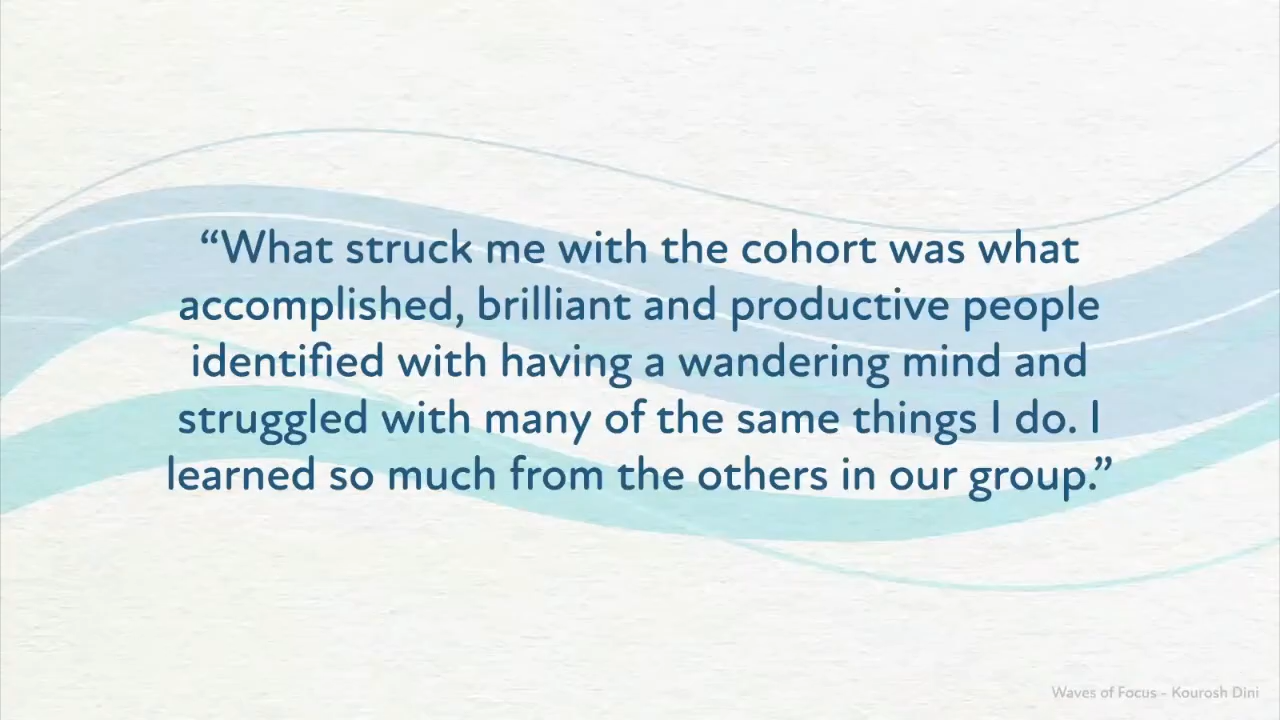 “What struck me with the cohort was what
accomplished, brilliant and productive people
identified with having a wandering mind and
struggled with many of the same things I do. I
learned so much from the others in our group.”
Waves of Focus - Kourosh Dini